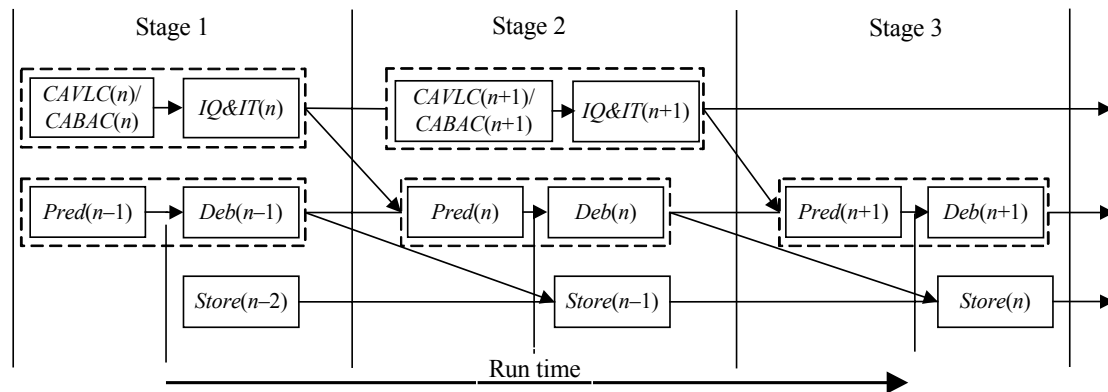 Stage 1
Stage 2
Stage 3
CAVLC(n)/
CABAC(n)
IQ&IT(n)
CAVLC(n+1)/
CABAC(n+1)
IQ&IT(n+1)
Pred(n–1)
Deb(n–1)
Pred(n)
Deb(n)
Pred(n+1)
Deb(n+1)
Store(n–2)
Store(n–1)
Store(n)
Run time